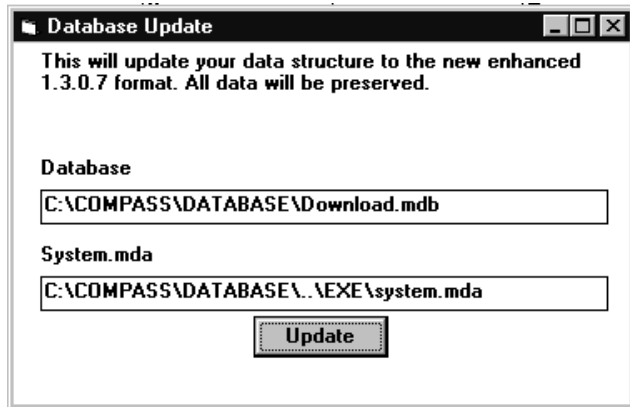 Database Update
This will update your data structure to the new enhanced
1.3.0.7 format. All data will be preserved.
Database
C:\COMPASS\DATABASE\Download.mdb
System.mda
C:\COMPASS\DATABASE\..\EXE\system.mda
Update